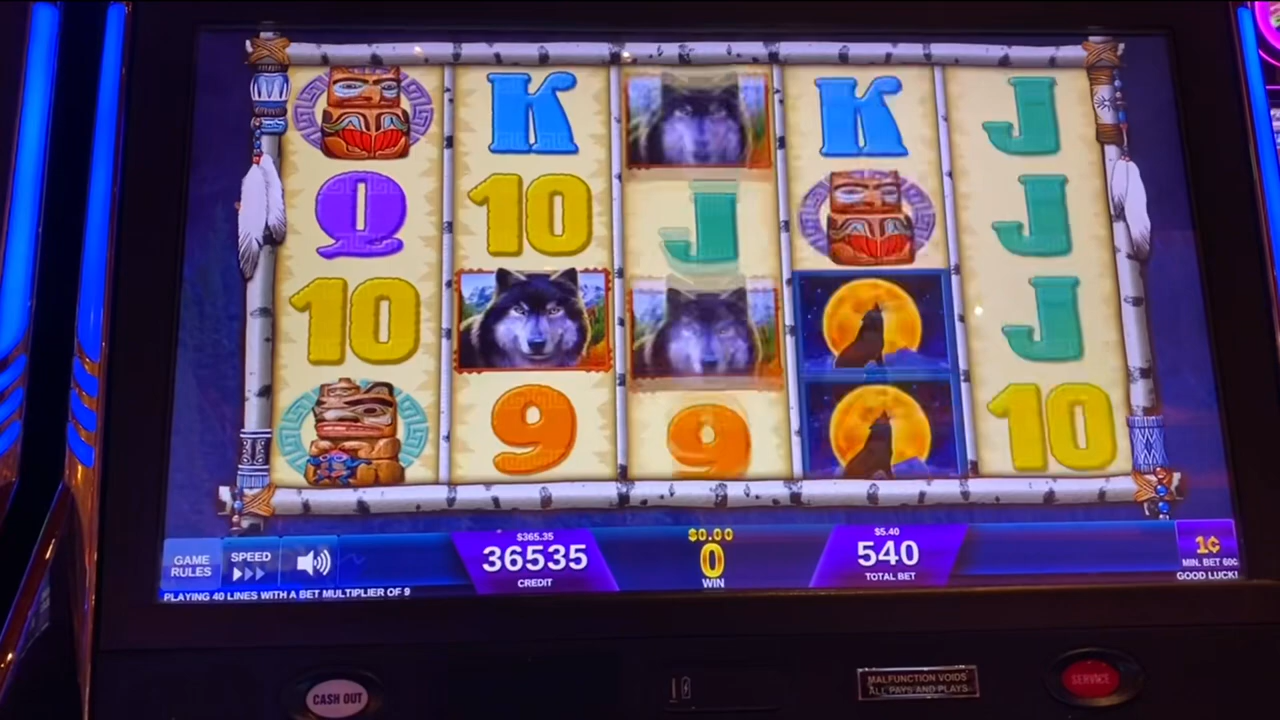 K K J
Q 10 J J
10 J
9 9 10
GAME RULES
SPEED
$365.35
36535
CREDIT
$0.00
0
WIN
$5.40
540
TOTAL BET
1¢
MIN. BET 60¢
GOOD LUCK!
PLAYING 40 LINES WITH A BET MULTIPLIER OF 9
CASH OUT
MALFUNCTION VOIDS
ALL PAYS AND PLAYS
SERVICE